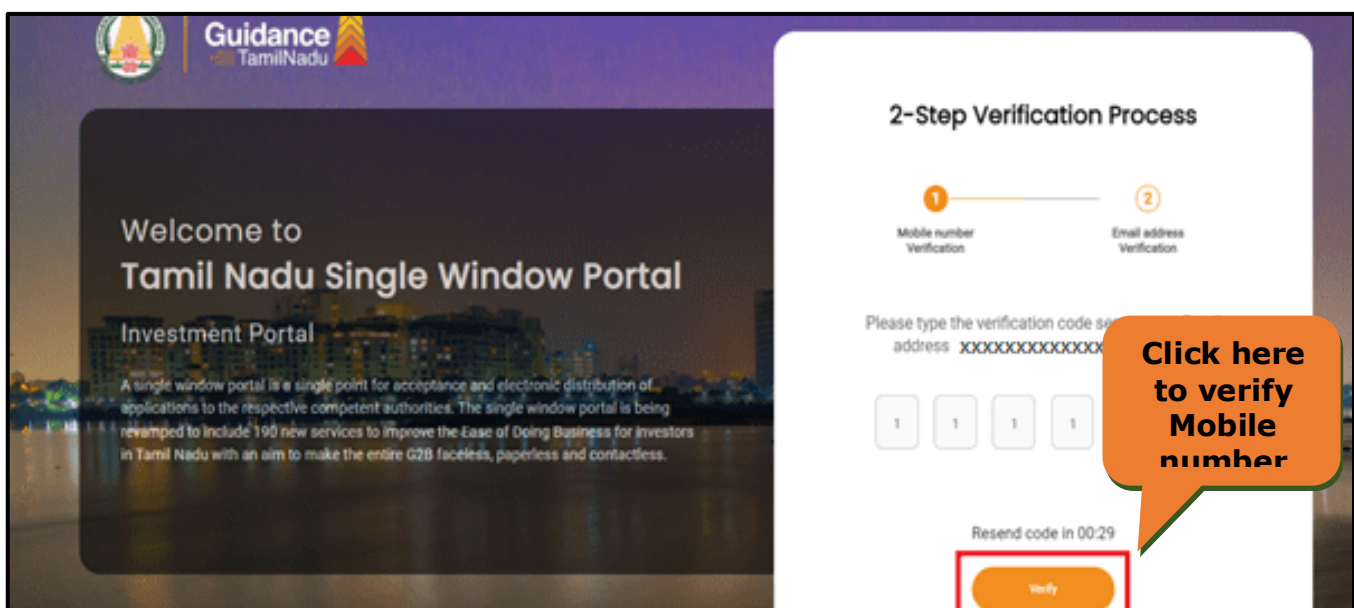 Guidance
TamilNadu
Welcome to
Tamil Nadu Single Window Portal
Investment Portal
A single window portal is a single point for acceptance and electronic distribution of
applications to the respective competent authorities. The single window portal is being
revamped to include 190 new services to improve the Ease of Doing Business for investors
in Tamil Nadu with an aim to make the entire G2B faceless, paperless and contactless.
2-Step Verification Process
1
2
Mobile number
Verification
Email address
Verification
Please type the verification code
address xxxxxxxxxxxxx
1 1 1 1
Click here
to verify
Mobile
number
Resend code in 00:29
Verify